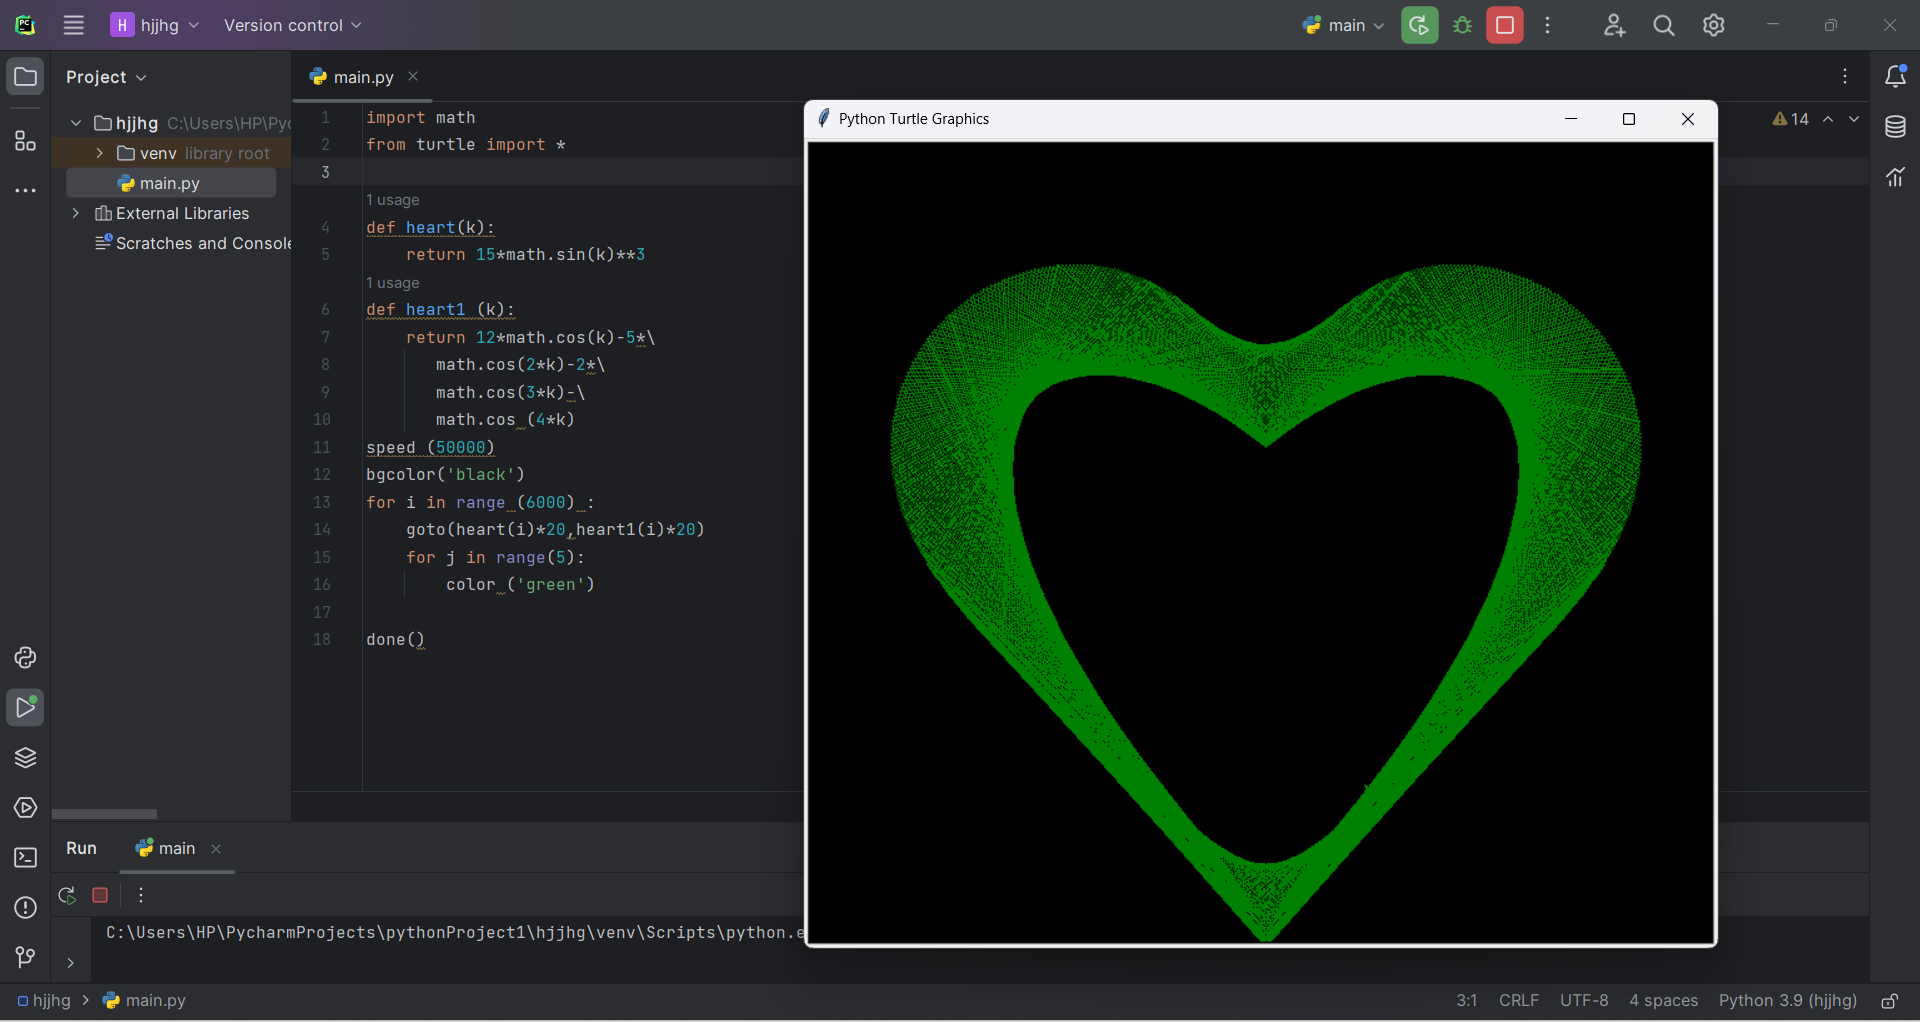 PC
H hjjhg Version control main
Project main.py
hjjhg C:\Users\HP\Pyc
venv library root
main.py
External Libraries
Scratches and Console
1 import math
2 from turtle import *
3
1 usage
4 def heart(k):
5 return 15*math.sin(k)**3
1 usage
6 def heart1 (k):
7 return 12*math.cos(k)-5*\
8 math.cos(2*k)-2*\
9 math.cos(3*k)-\
10 math.cos (4*k)
11 speed (50000)
12 bgcolor('black')
13 for i in range (6000) :
14 goto(heart(i)*20,heart1(i)*20)
15 for j in range(5):
16 color ('green')
17
18 done()
Python Turtle Graphics
14
Run main
C:\Users\HP\PycharmProjects\pythonProject1\hjjhg\venv\Scripts\python.e
hjjhg > main.py 3:1 CRLF UTF-8 4 spaces Python 3.9 (hjjhg)